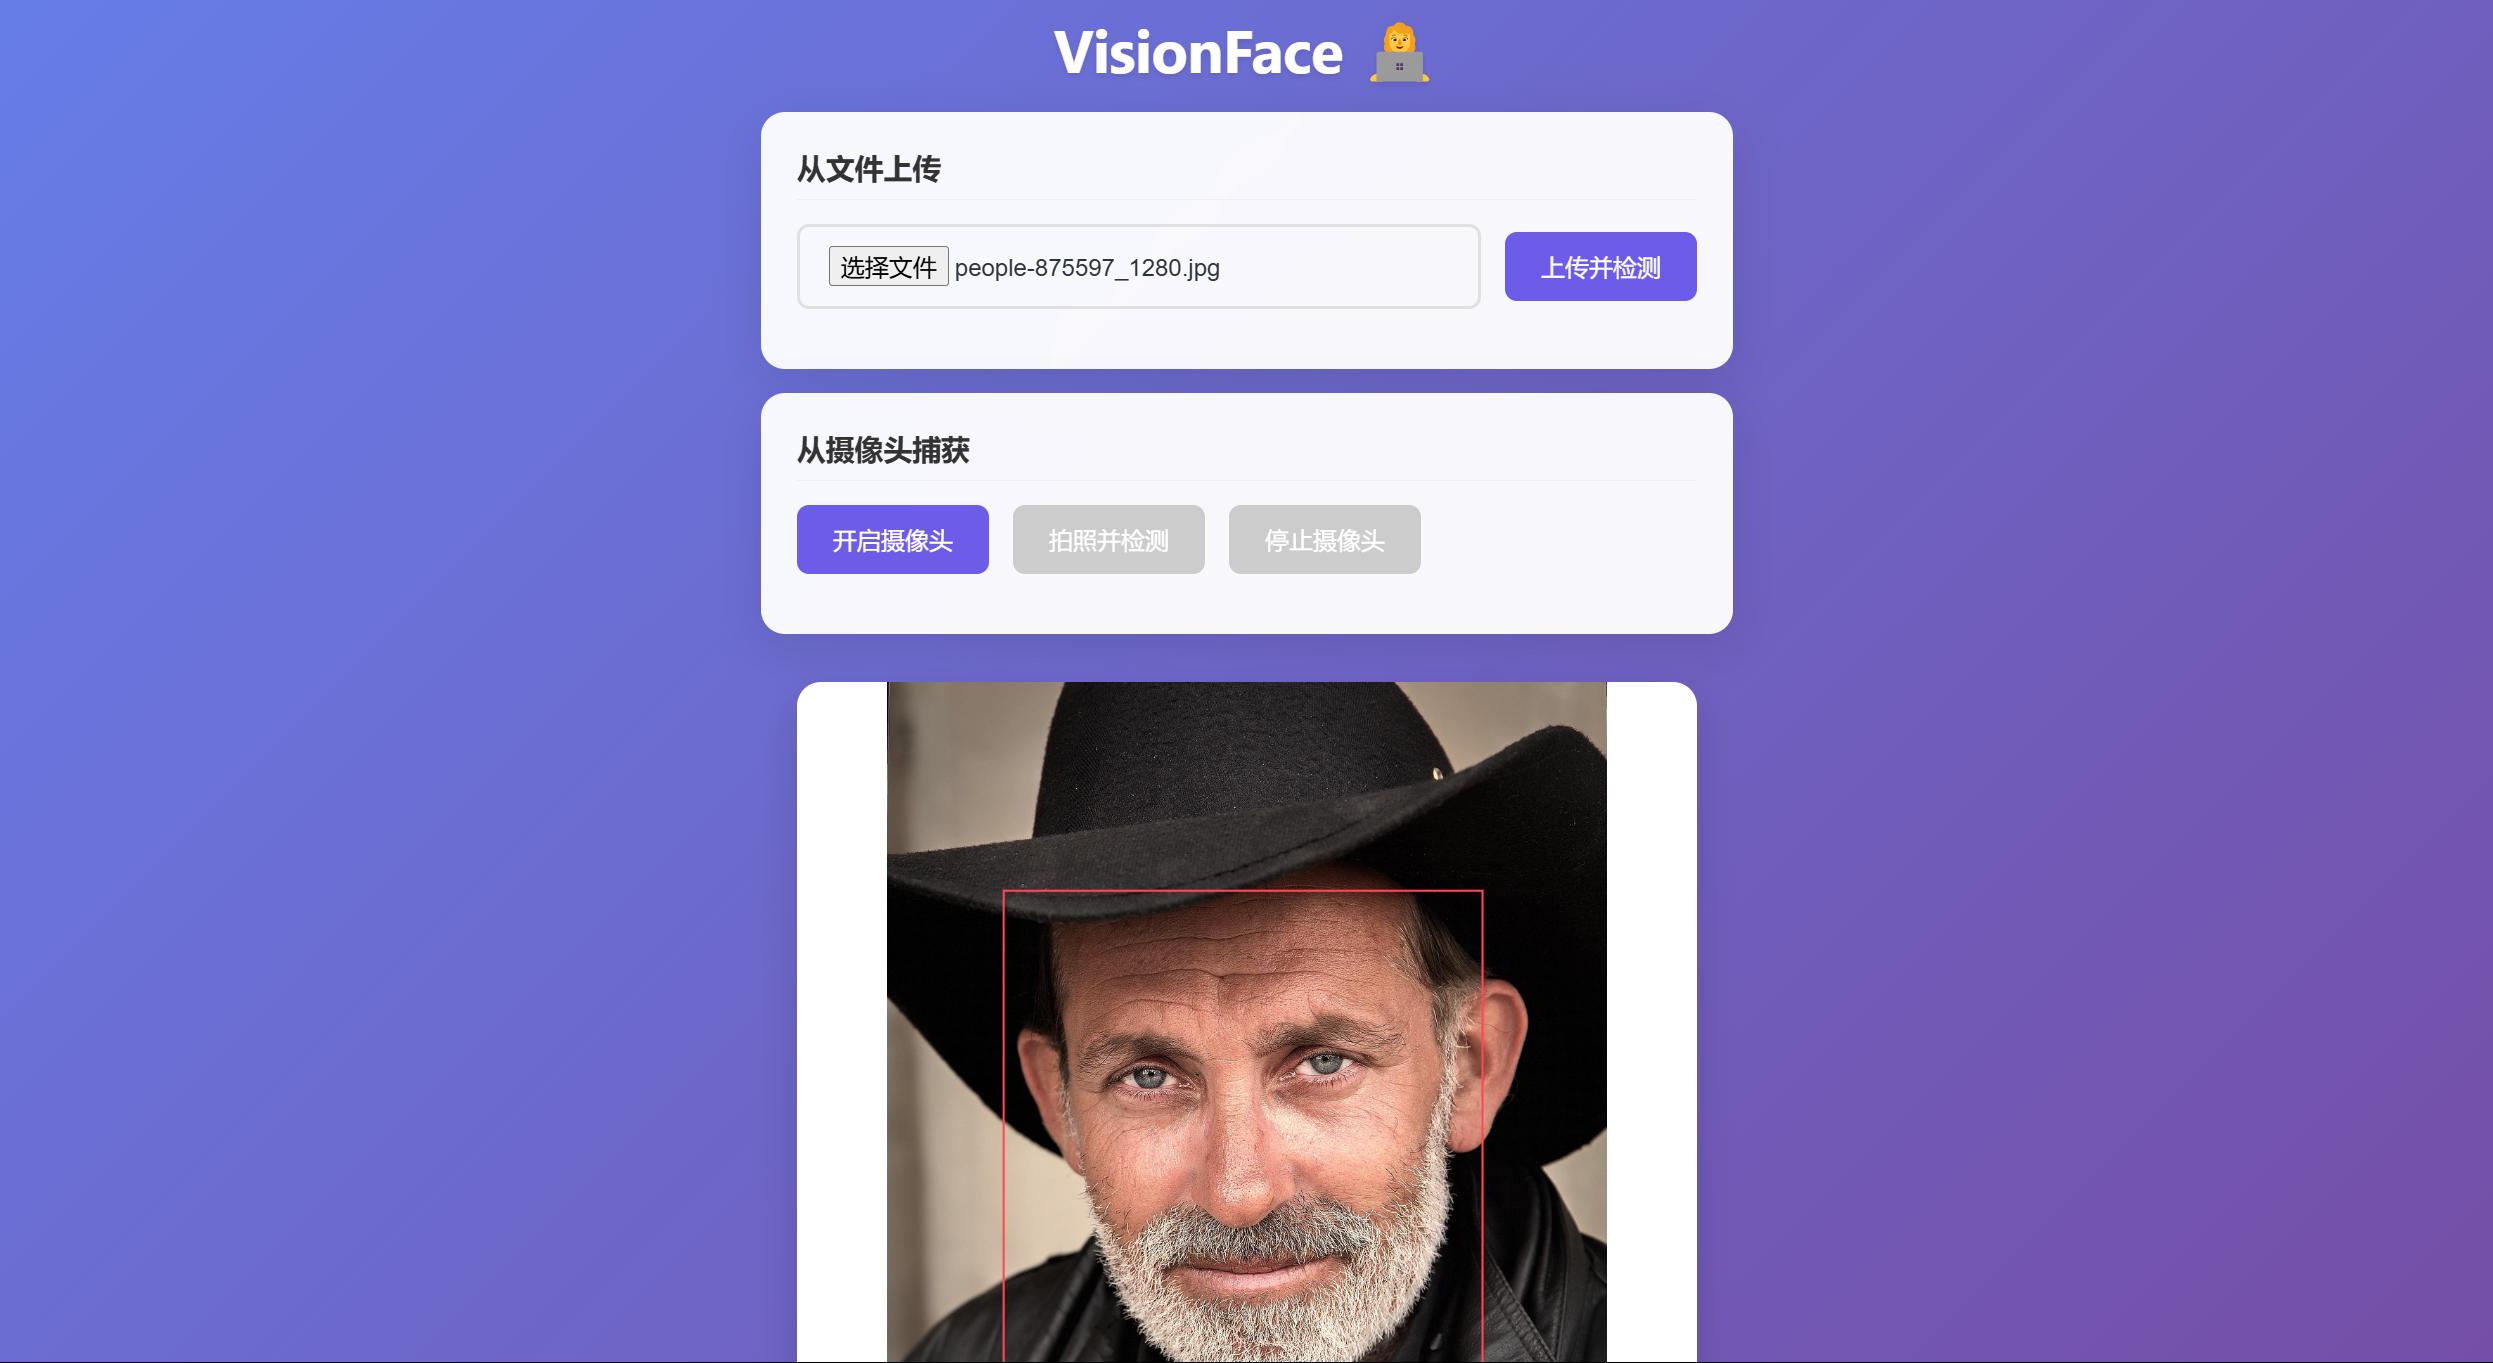 VisionFace
从文件上传
选择文件 people-875597_1280.jpg
上传并检测
从摄像头捕获
开启摄像头 拍照并检测 停止摄像头